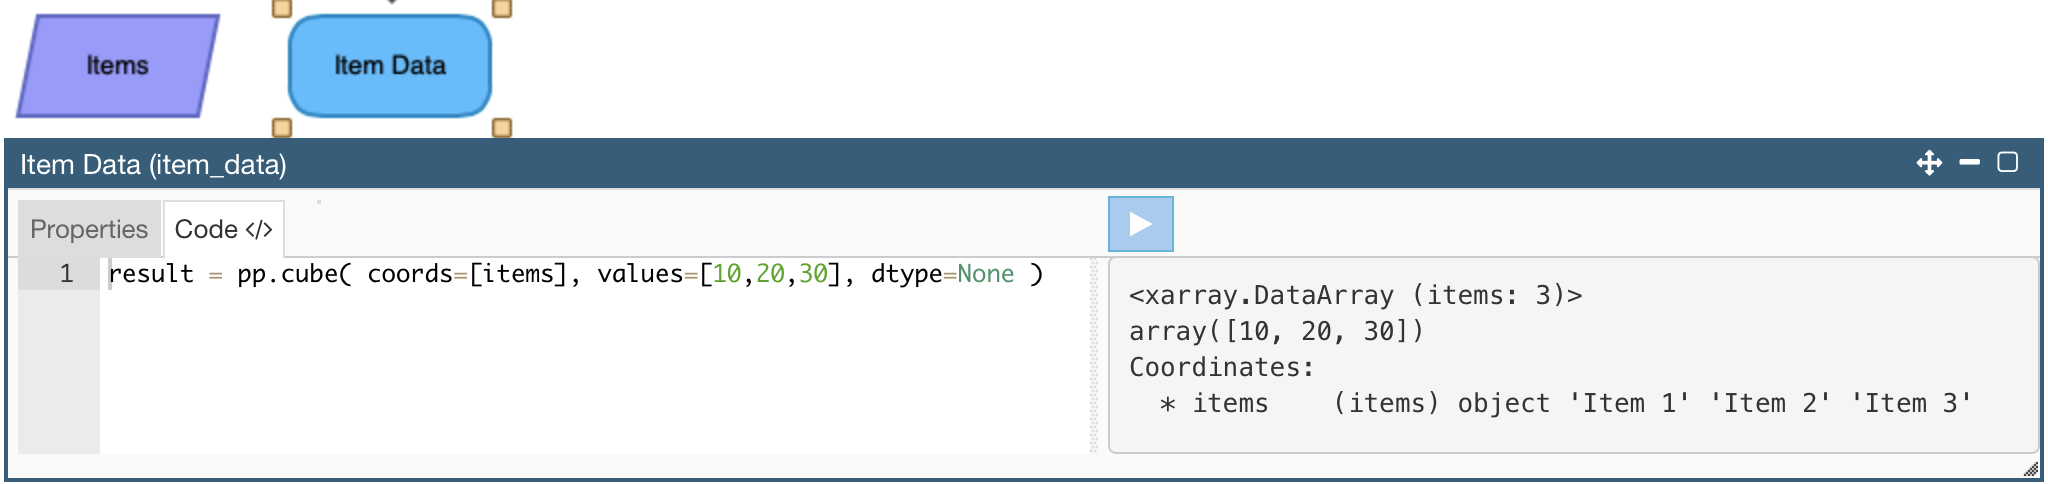 Items
Item Data
Item Data (item_data)
Properties
Code </>
1 result = pp.cube( coords=[items], values=[10,20,30], dtype=None )
<xarray.DataArray (items: 3)>
array([10, 20, 30])
Coordinates:
  * items    (items) object 'Item 1' 'Item 2' 'Item 3'